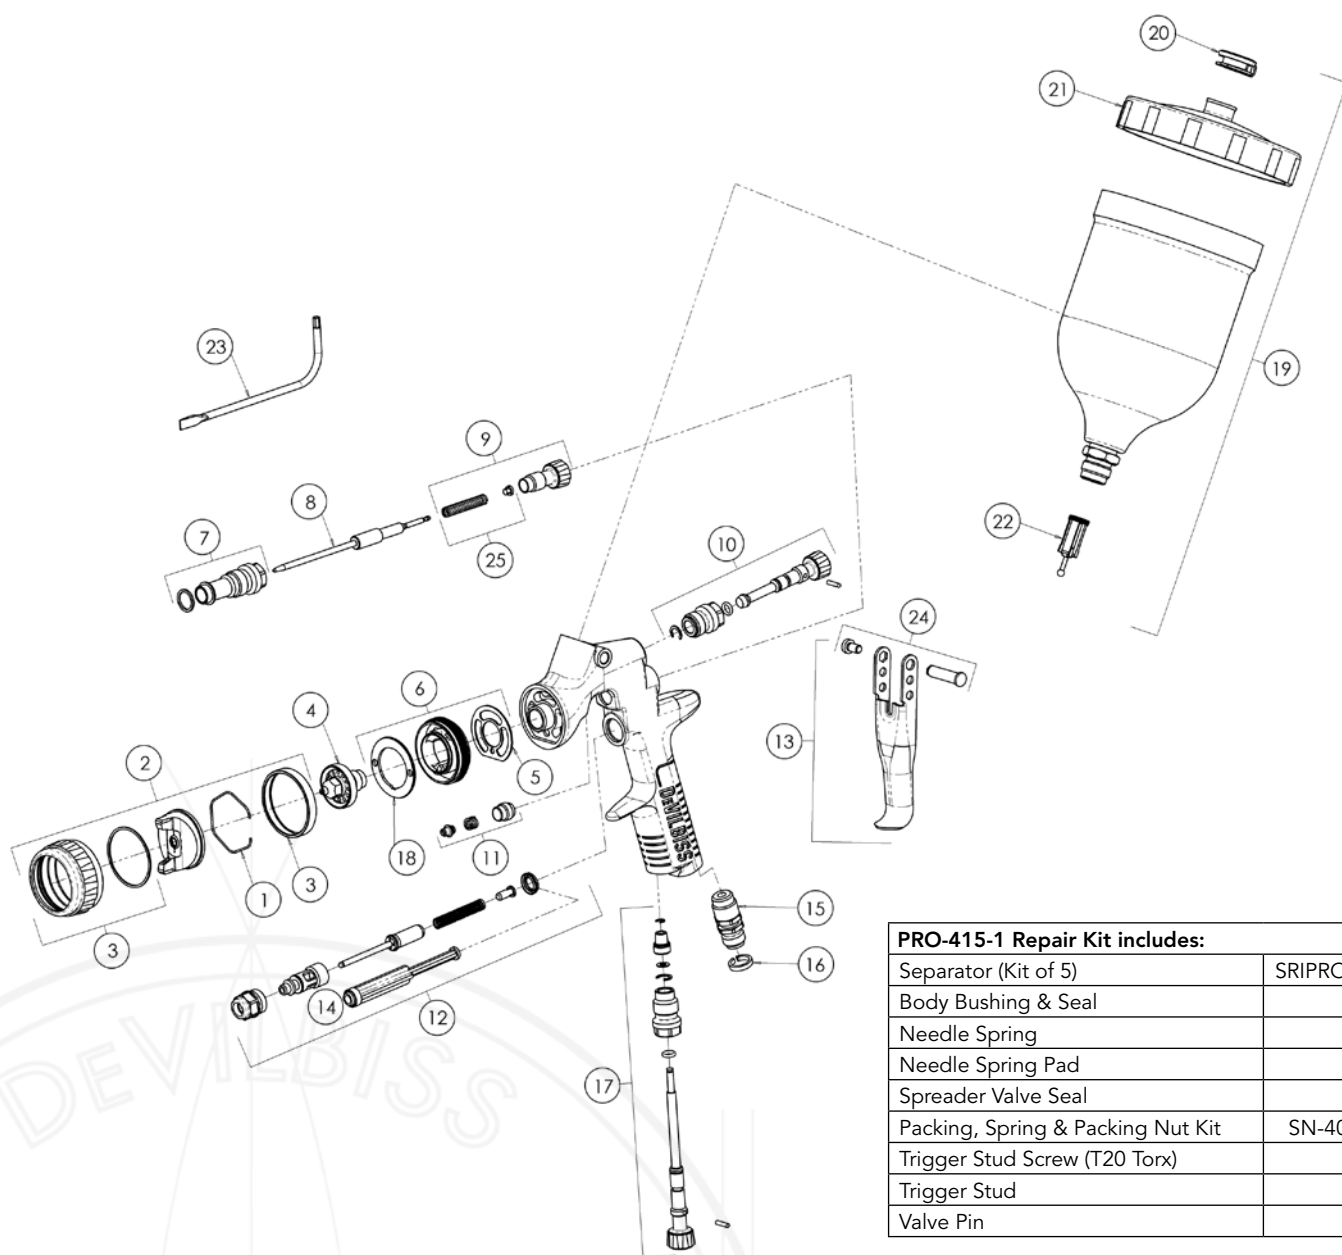 20
21
23
19
9
8
22
7
25
10
24
6
4
13
2
5
18
11
3
1
15
3
16
14
12
17
DEVILBISS
DEVILBISS
PRO-415-1 Repair Kit includes:
Separator (Kit of 5) SRIPRO
Body Bushing & Seal
Needle Spring
Needle Spring Pad
Spreader Valve Seal
Packing, Spring & Packing Nut Kit SN-40
Trigger Stud Screw (T20 Torx)
Trigger Stud
Valve Pin